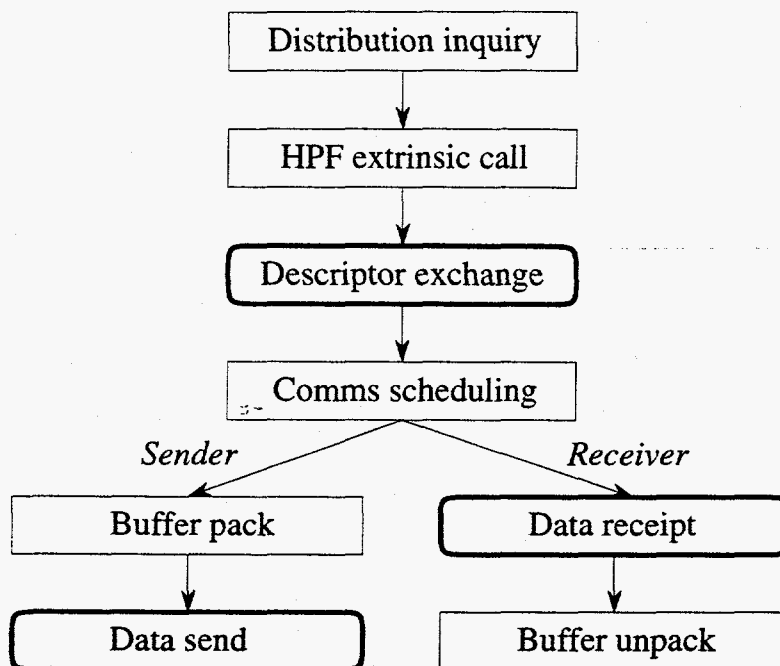 Distribution inquiry
HPF extrinsic call
Descriptor exchange
Comms scheduling
Sender
Receiver
Buffer pack
Data receipt
Data send
Buffer unpack